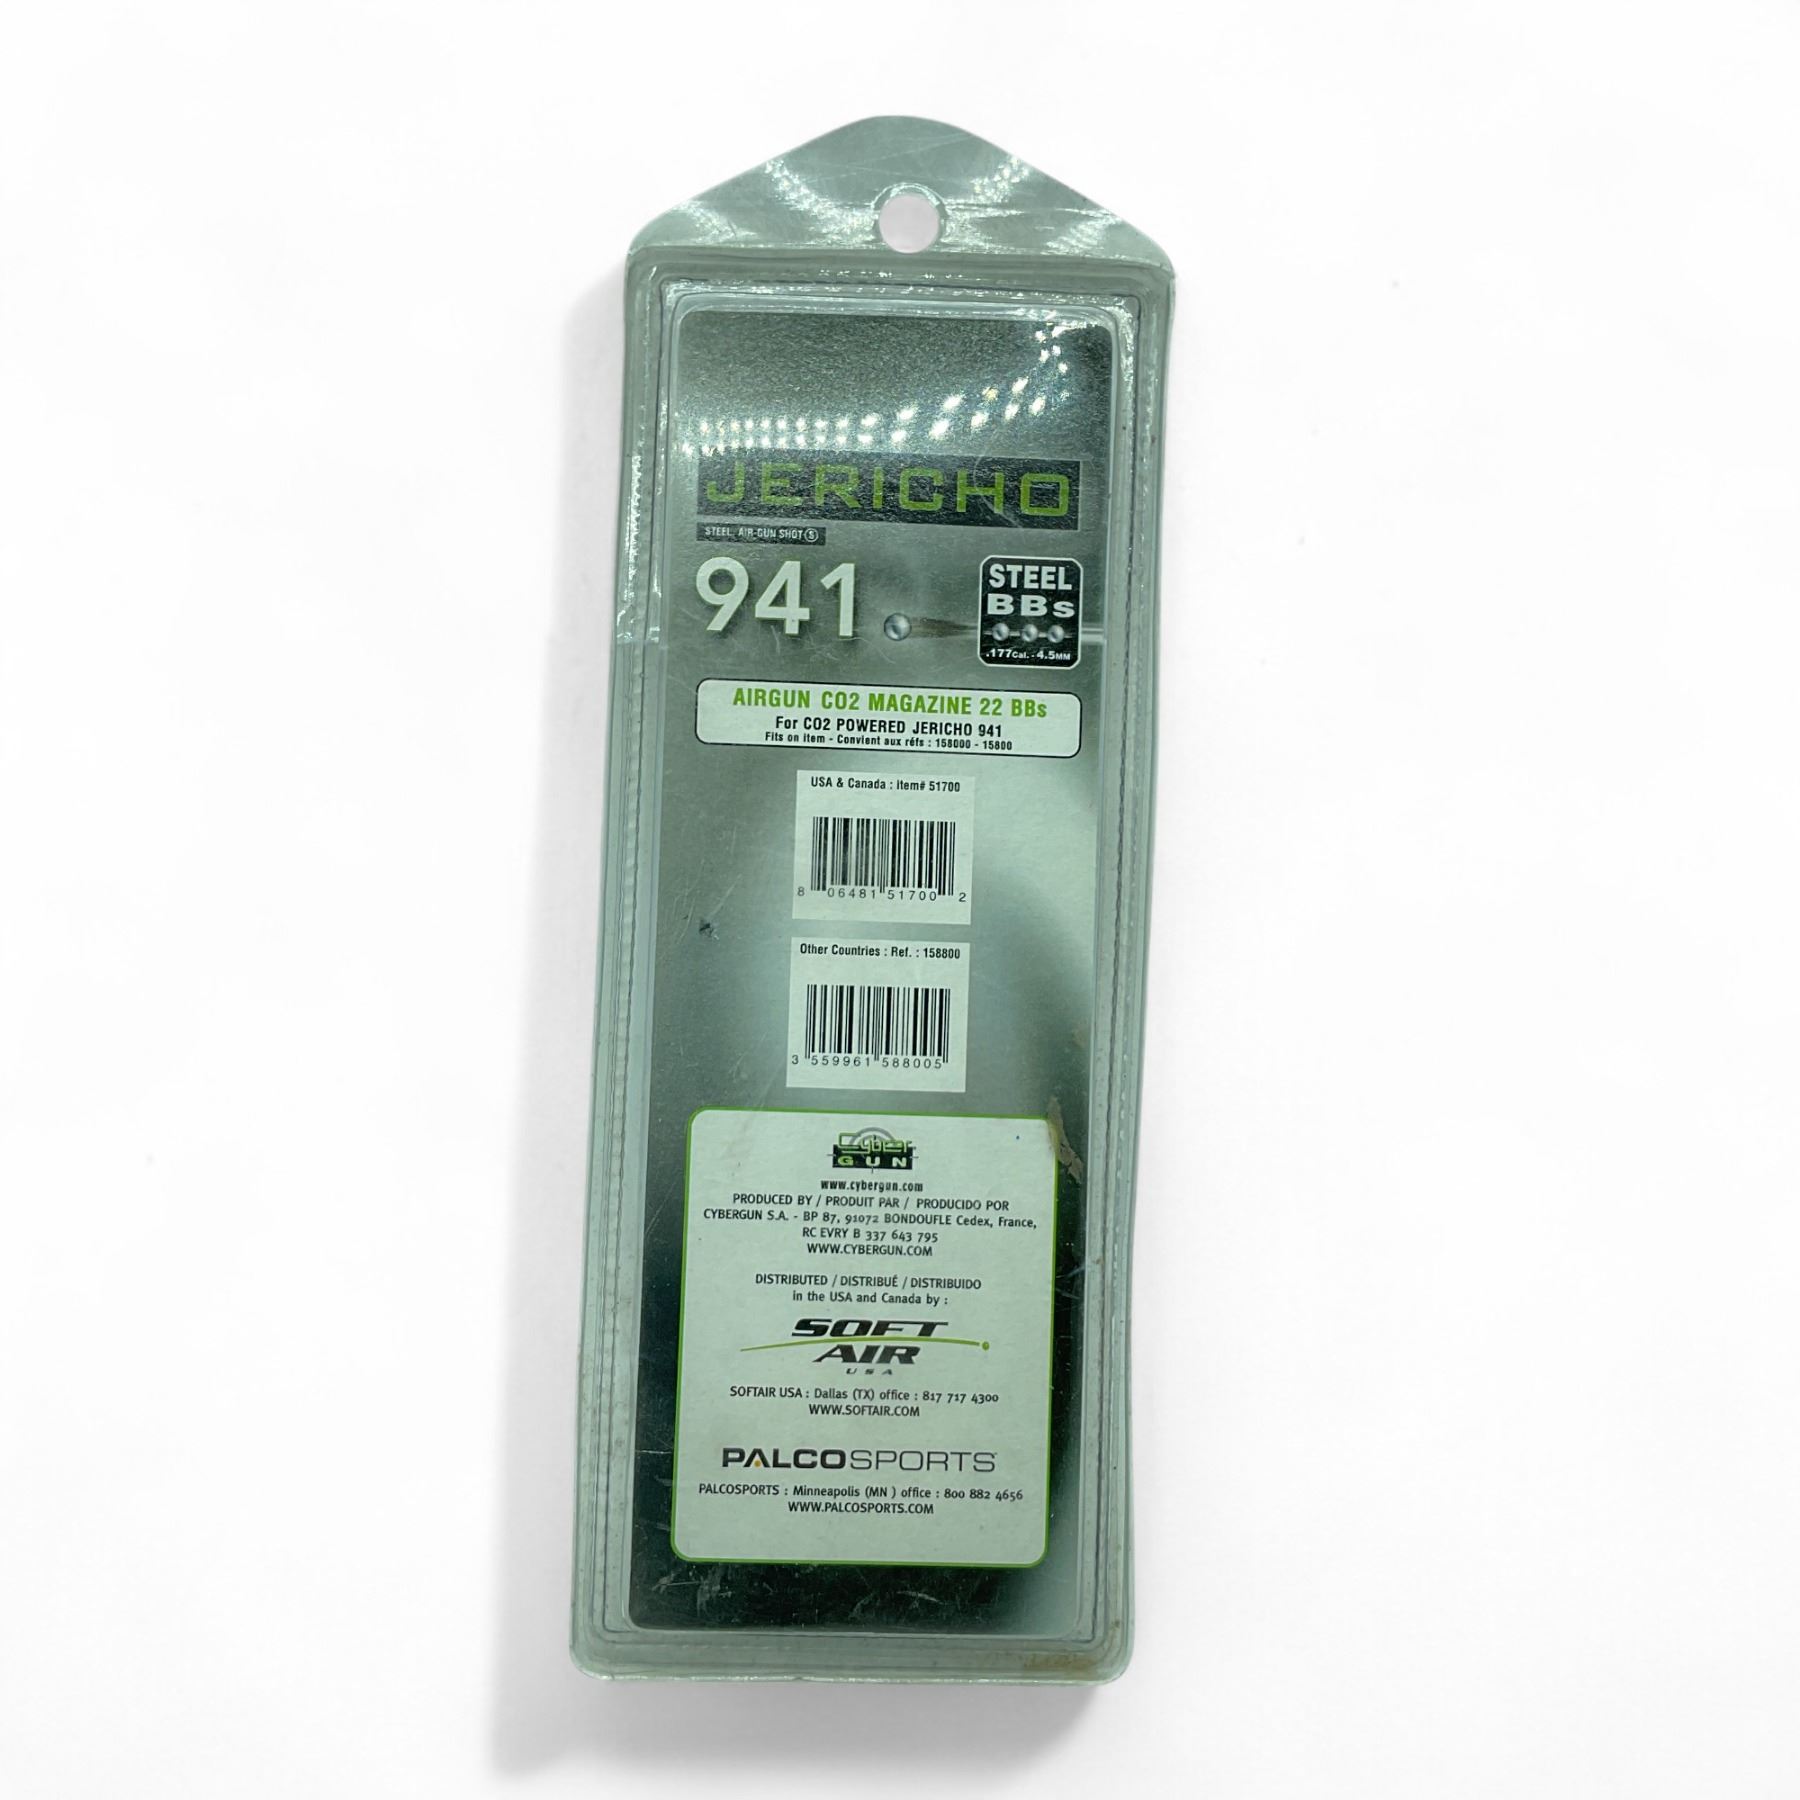 JERICHO
STEEL AIR-GUN SHOT S
941
STEEL
BBs
.177Cal. - 4.5MM
AIRGUN CO2 MAGAZINE 22 BBs
For CO2 POWERED JERICHO 941
Fits on item - Convient aux réfs : 158000 - 15800
USA & Canada : item# 51700
8 06481 51700 2
Other Countries : Ref. : 158800
3 559961 588005
Cyber
GUN
www.cybergun.com
PRODUCED BY / PRODUIT PAR / PRODUCIDO POR
CYBERGUN S.A. - BP 87, 91072 BONDOUFLE Cedex, France,
RC EVRY B 337 643 795
WWW.CYBERGUN.COM
DISTRIBUTED / DISTRIBUÉ / DISTRIBUIDO
in the USA and Canada by :
SOFT
AIR
USA
SOFTAIR USA : Dallas (TX) office : 817 717 4300
WWW.SOFTAIR.COM
PALCOSPORTS
PALCOSPORTS : Minneapolis (MN ) office : 800 882 4656
WWW.PALCOSPORTS.COM